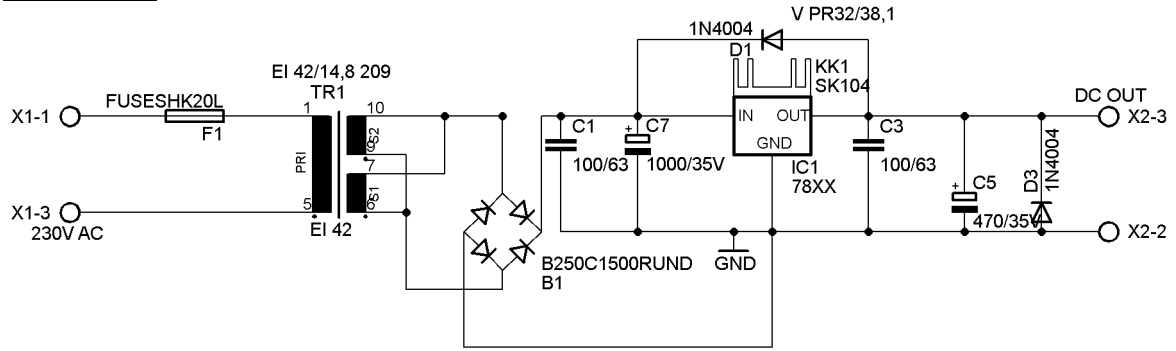 V PR32/38,1
1N4004
D1
KK1
SK104
EI 42/14,8 209
TR1
FUSESHK20L
F1
X1-1
X1-3
230V AC
1
5
PRI
10
S2
9
7
S1
6
EI 42
C1
100/63
C7
+
1000/35V
IN
OUT
GND
IC1
78XX
C3
100/63
C5
+
470/35V
D3
1N4004
DC OUT
X2-3
X2-2
GND
B250C1500RUND
B1